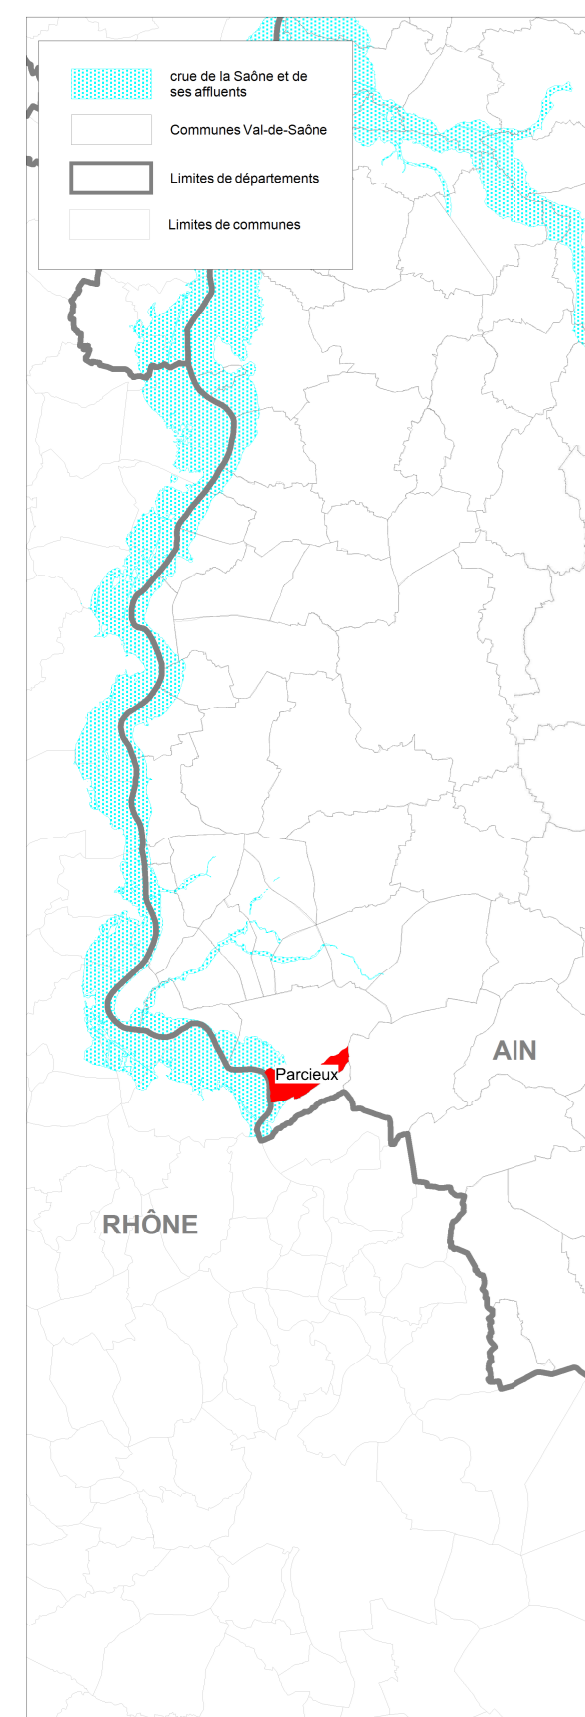 crue de la Saône et de
ses affluents
Communes Val-de-Saône
Limites de départements
Limites de communes
AIN
Parcieux
RHÔNE